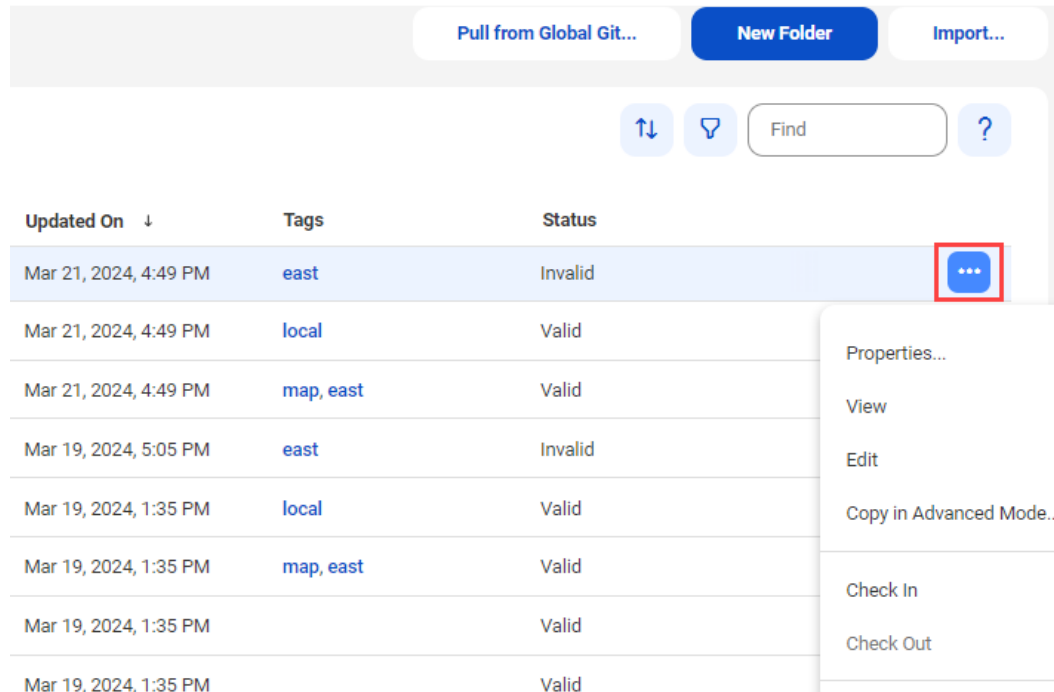 Pull from Global Git... New Folder Import...
Find ?
Updated On ↓ Tags Status
Mar 21, 2024, 4:49 PM east Invalid
Mar 21, 2024, 4:49 PM local Valid
Properties...
Mar 21, 2024, 4:49 PM map, east Valid
View
Mar 19, 2024, 5:05 PM east Invalid
Edit
Mar 19, 2024, 1:35 PM local Valid
Copy in Advanced Mode..
Mar 19, 2024, 1:35 PM map, east Valid
Check In
Mar 19, 2024, 1:35 PM Valid
Check Out
Mar 19, 2024, 1:35 PM Valid